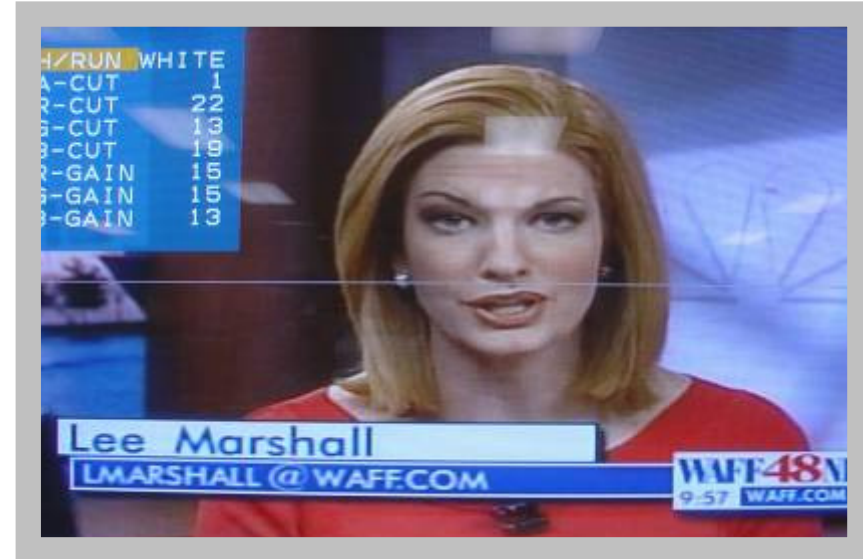 H/RUN WHITE
A-CUT 1
R-CUT 22
G-CUT 13
B-CUT 19
R-GAIN 15
G-GAIN 15
B-GAIN 13
Lee Marshall
LMARSHALL @ WAFF.COM
WAFF48
9:57 WAFF.COM